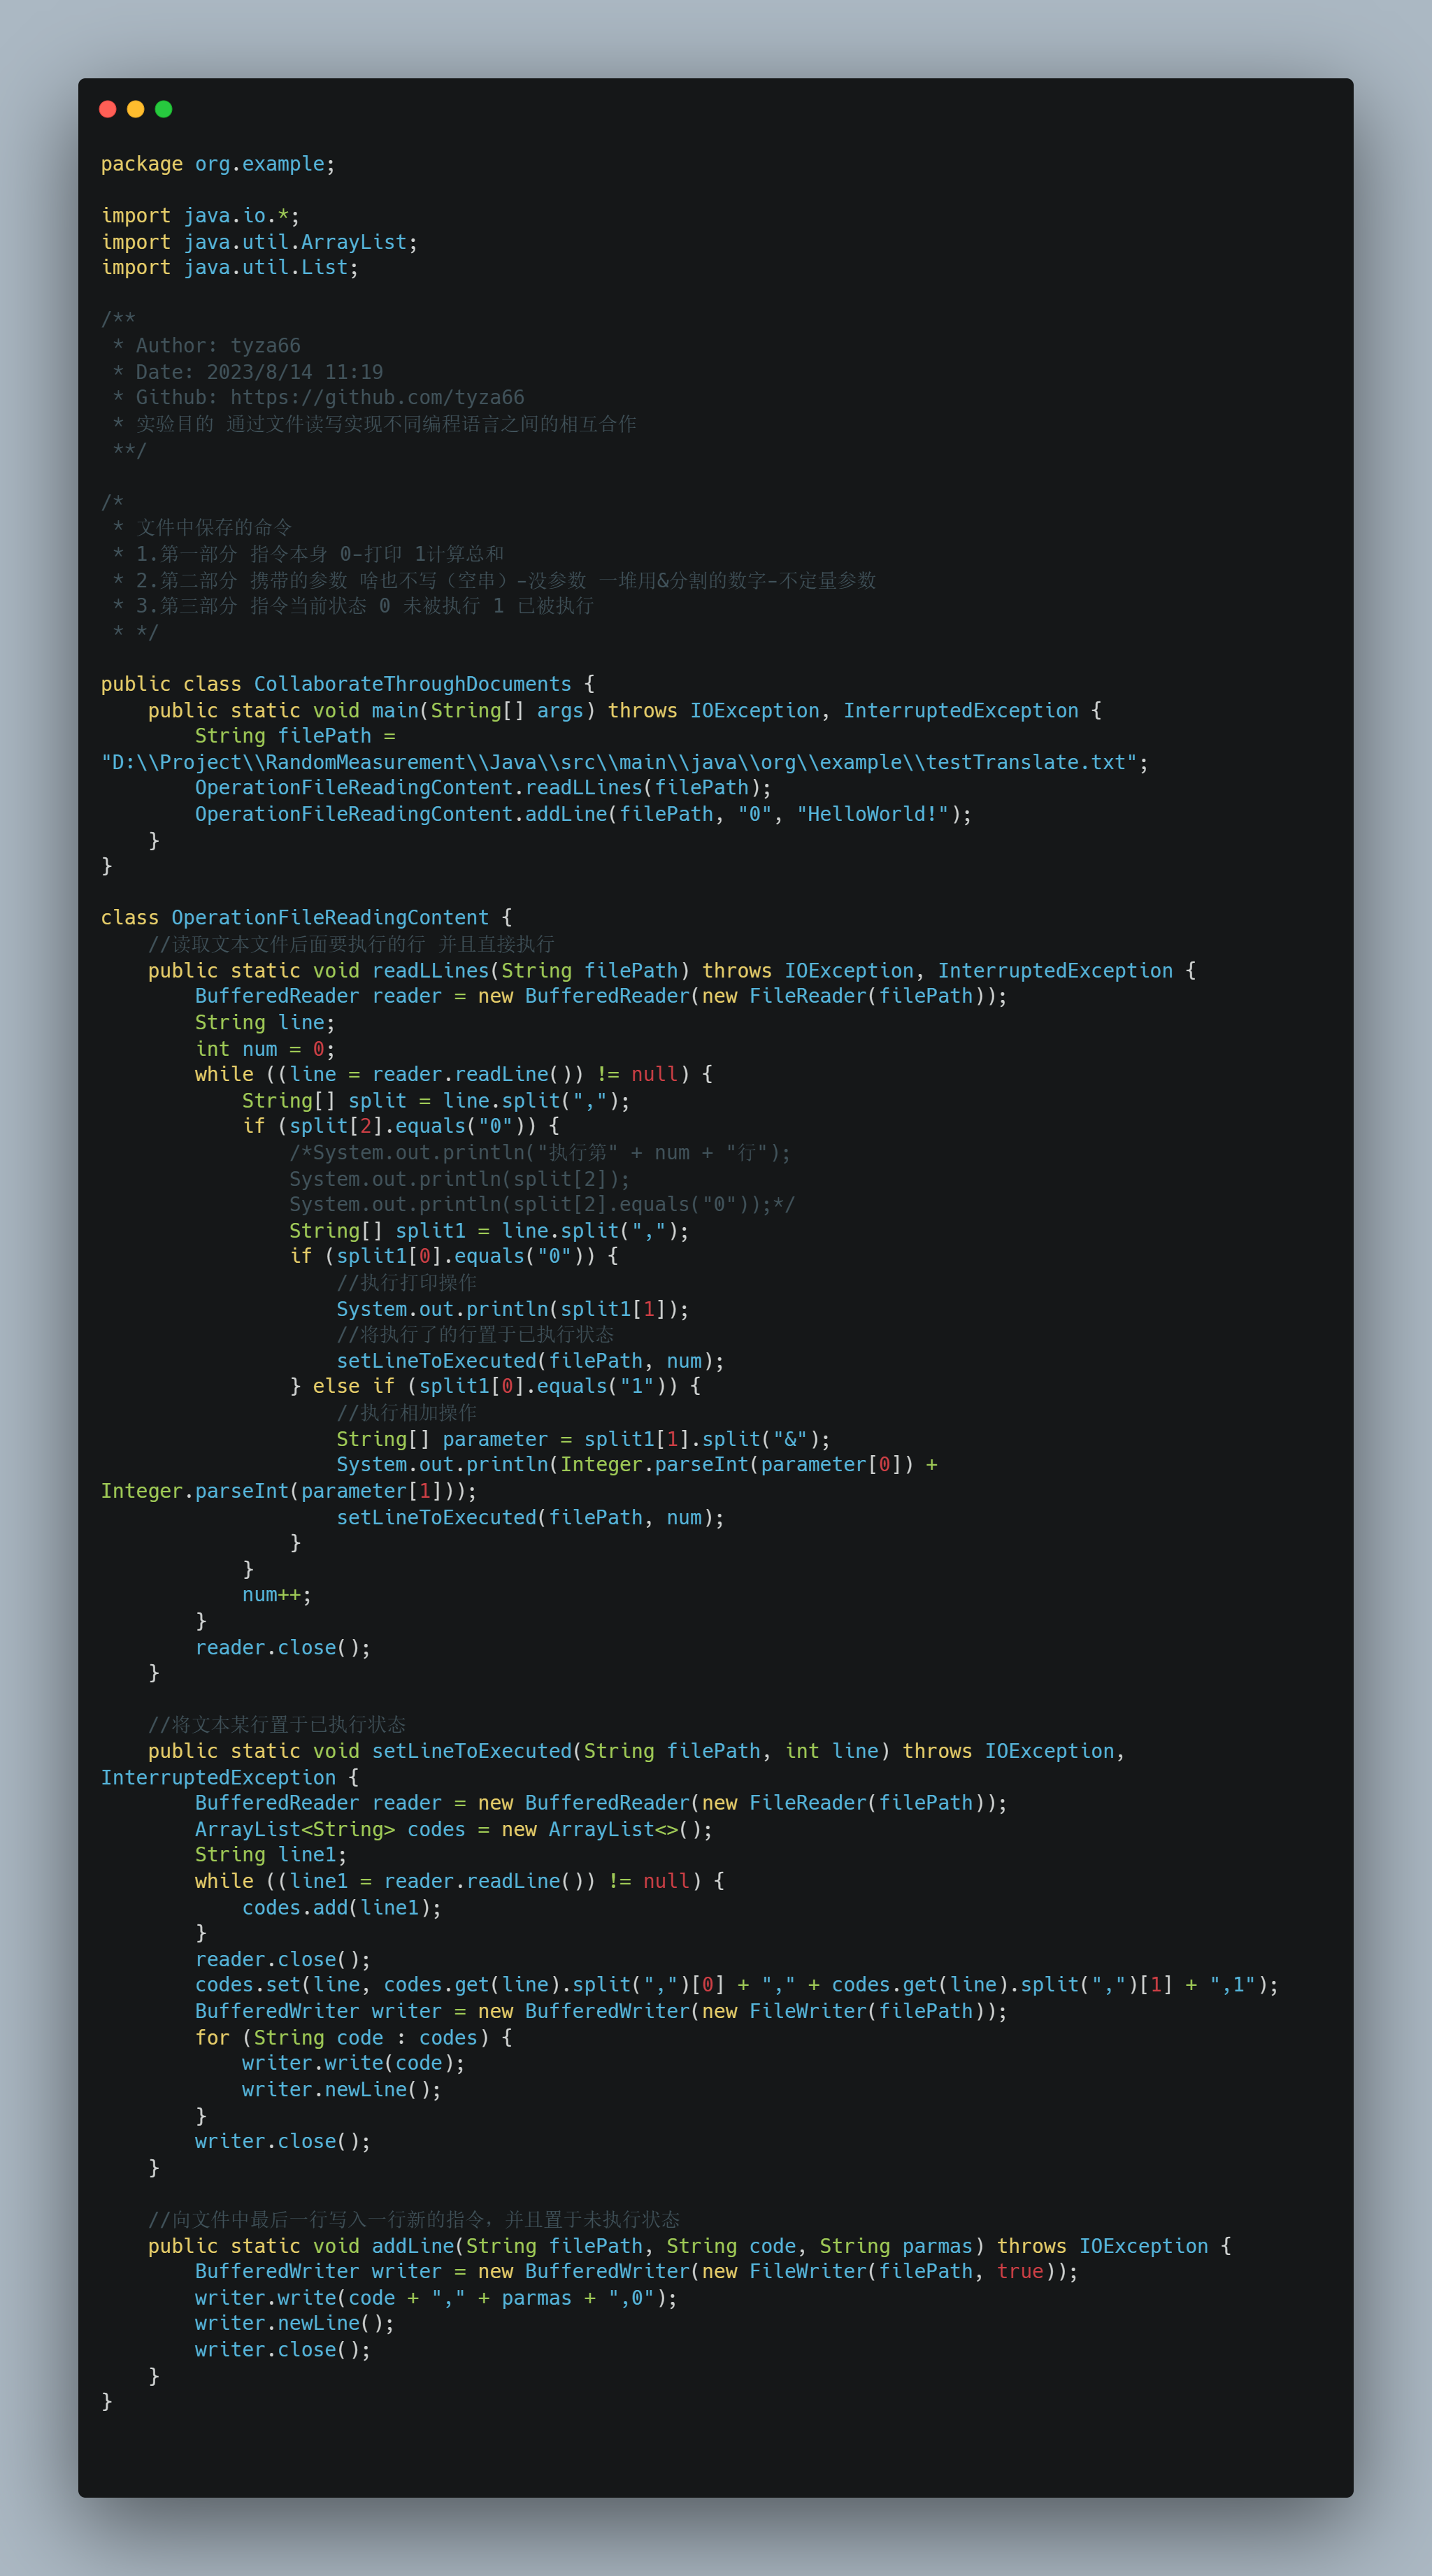 package org.example;

import java.io.*;
import java.util.ArrayList;
import java.util.List;

/**
 * Author: tyza66
 * Date: 2023/8/14 11:19
 * Github: https://github.com/tyza66
 * 实验目的 通过文件读写实现不同编程语言之间的相互合作
 **/

/*
 * 文件中保存的命令
 * 1.第一部分 指令本身 0-打印 1计算总和
 * 2.第二部分 携带的参数 啥也不写（空串）-没参数 一堆用&分割的数字-不定量参数
 * 3.第三部分 指令当前状态 0 未被执行 1 已被执行
 * */

public class CollaborateThroughDocuments {
    public static void main(String[] args) throws IOException, InterruptedException {
        String filePath =
"D:\\Project\\RandomMeasurement\\Java\\src\\main\\java\\org\\example\\testTranslate.txt";
        OperationFileReadingContent.readLLines(filePath);
        OperationFileReadingContent.addLine(filePath, "0", "HelloWorld!");
    }
}

class OperationFileReadingContent {
    //读取文本文件后面要执行的行 并且直接执行
    public static void readLLines(String filePath) throws IOException, InterruptedException {
        BufferedReader reader = new BufferedReader(new FileReader(filePath));
        String line;
        int num = 0;
        while ((line = reader.readLine()) != null) {
            String[] split = line.split(",");
            if (split[2].equals("0")) {
                /*System.out.println("执行第" + num + "行");
                System.out.println(split[2]);
                System.out.println(split[2].equals("0"));*/
                String[] split1 = line.split(",");
                if (split1[0].equals("0")) {
                    //执行打印操作
                    System.out.println(split1[1]);
                    //将执行了的行置于已执行状态
                    setLineToExecuted(filePath, num);
                } else if (split1[0].equals("1")) {
                    //执行相加操作
                    String[] parameter = split1[1].split("&");
                    System.out.println(Integer.parseInt(parameter[0]) +
Integer.parseInt(parameter[1]));
                    setLineToExecuted(filePath, num);
                }
            }
            num++;
        }
        reader.close();
    }

    //将文本某行置于已执行状态
    public static void setLineToExecuted(String filePath, int line) throws IOException,
InterruptedException {
        BufferedReader reader = new BufferedReader(new FileReader(filePath));
        ArrayList<String> codes = new ArrayList<>();
        String line1;
        while ((line1 = reader.readLine()) != null) {
            codes.add(line1);
        }
        reader.close();
        codes.set(line, codes.get(line).split(",")[0] + "," + codes.get(line).split(",")[1] + ",1");
        BufferedWriter writer = new BufferedWriter(new FileWriter(filePath));
        for (String code : codes) {
            writer.write(code);
            writer.newLine();
        }
        writer.close();
    }

    //向文件中最后一行写入一行新的指令，并且置于未执行状态
    public static void addLine(String filePath, String code, String parmas) throws IOException {
        BufferedWriter writer = new BufferedWriter(new FileWriter(filePath, true));
        writer.write(code + "," + parmas + ",0");
        writer.newLine();
        writer.close();
    }
}